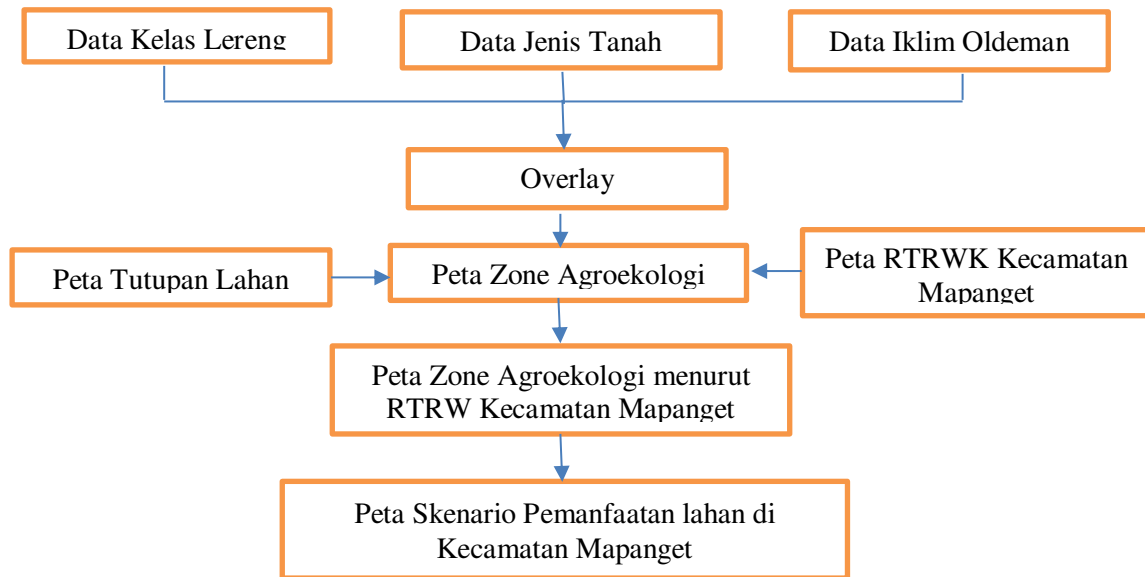 Data Kelas Lereng
Data Jenis Tanah
Data Iklim Oldeman
Overlay
Peta Tutupan Lahan
Peta Zone Agroekologi
Peta RTRWK Kecamatan
Mapanget
Peta Zone Agroekologi menurut
RTRW Kecamatan Mapanget
Peta Skenario Pemanfaatan lahan di
Kecamatan Mapanget